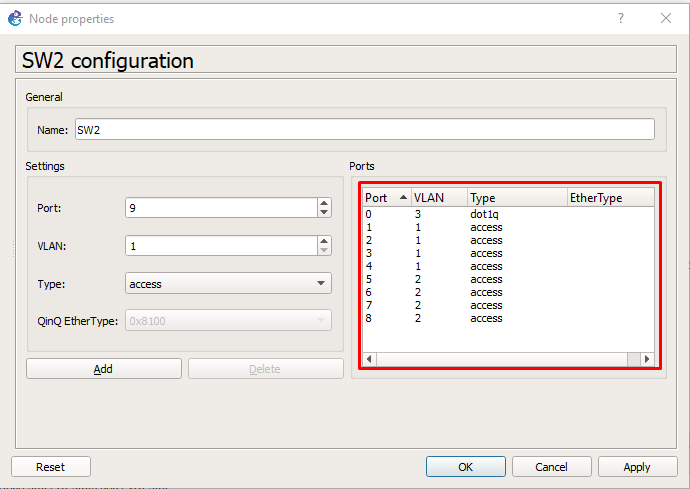 Node properties
?
SW2 configuration
General
Name: SW2
Settings
Port: 9
VLAN: 1
Type: access
QinQ EtherType: 0x8100
Add Delete
Ports
Port VLAN Type EtherType
0 3 dot1q
1 1 access
2 1 access
3 1 access
4 1 access
5 2 access
6 2 access
7 2 access
8 2 access
Reset OK Cancel Apply